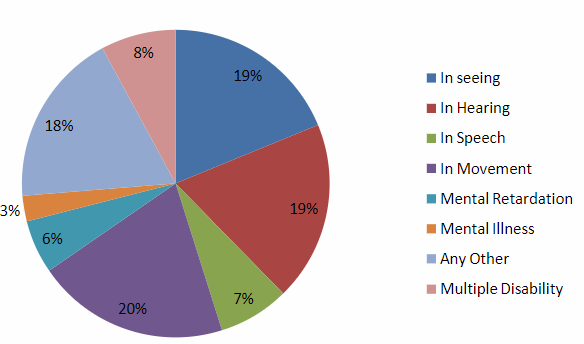 8%
19%
18%
3%
19%
6%
7%
20%
In seeing
In Hearing
In Speech
In Movement
Mental Retardation
Mental Illness
Any Other
Multiple Disability